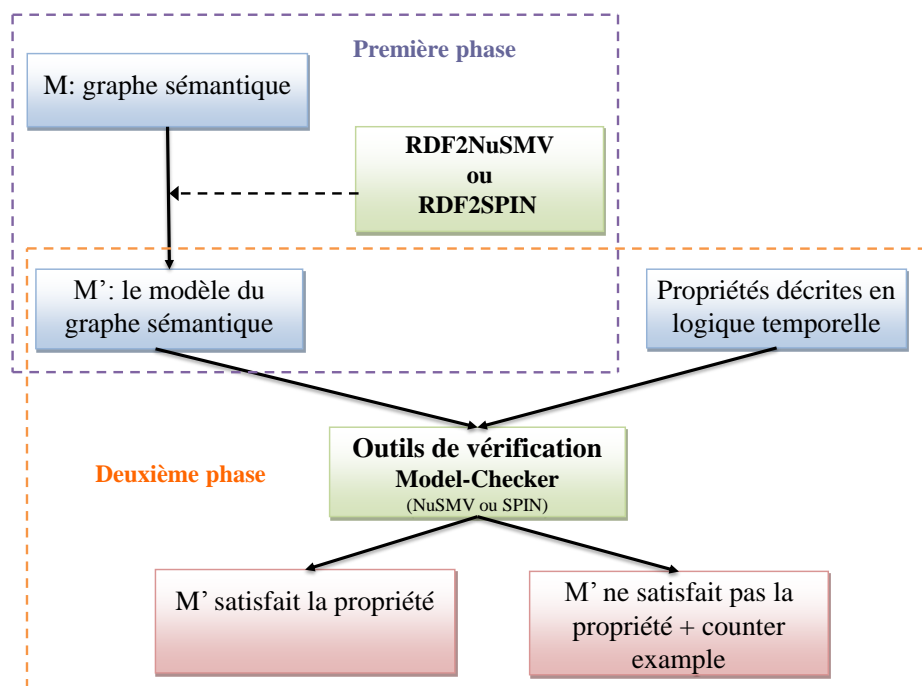 Première phase
M: graphe sémantique
RDF2NuSMV
ou
RDF2SPIN
M’: le modèle du
graphe sémantique
Propriétés décrites en
logique temporelle
Outils de vérification
Model-Checker
(NuSMV ou SPIN)
Deuxième phase
M’ satisfait la propriété
M’ ne satisfait pas la
propriété + counter
example